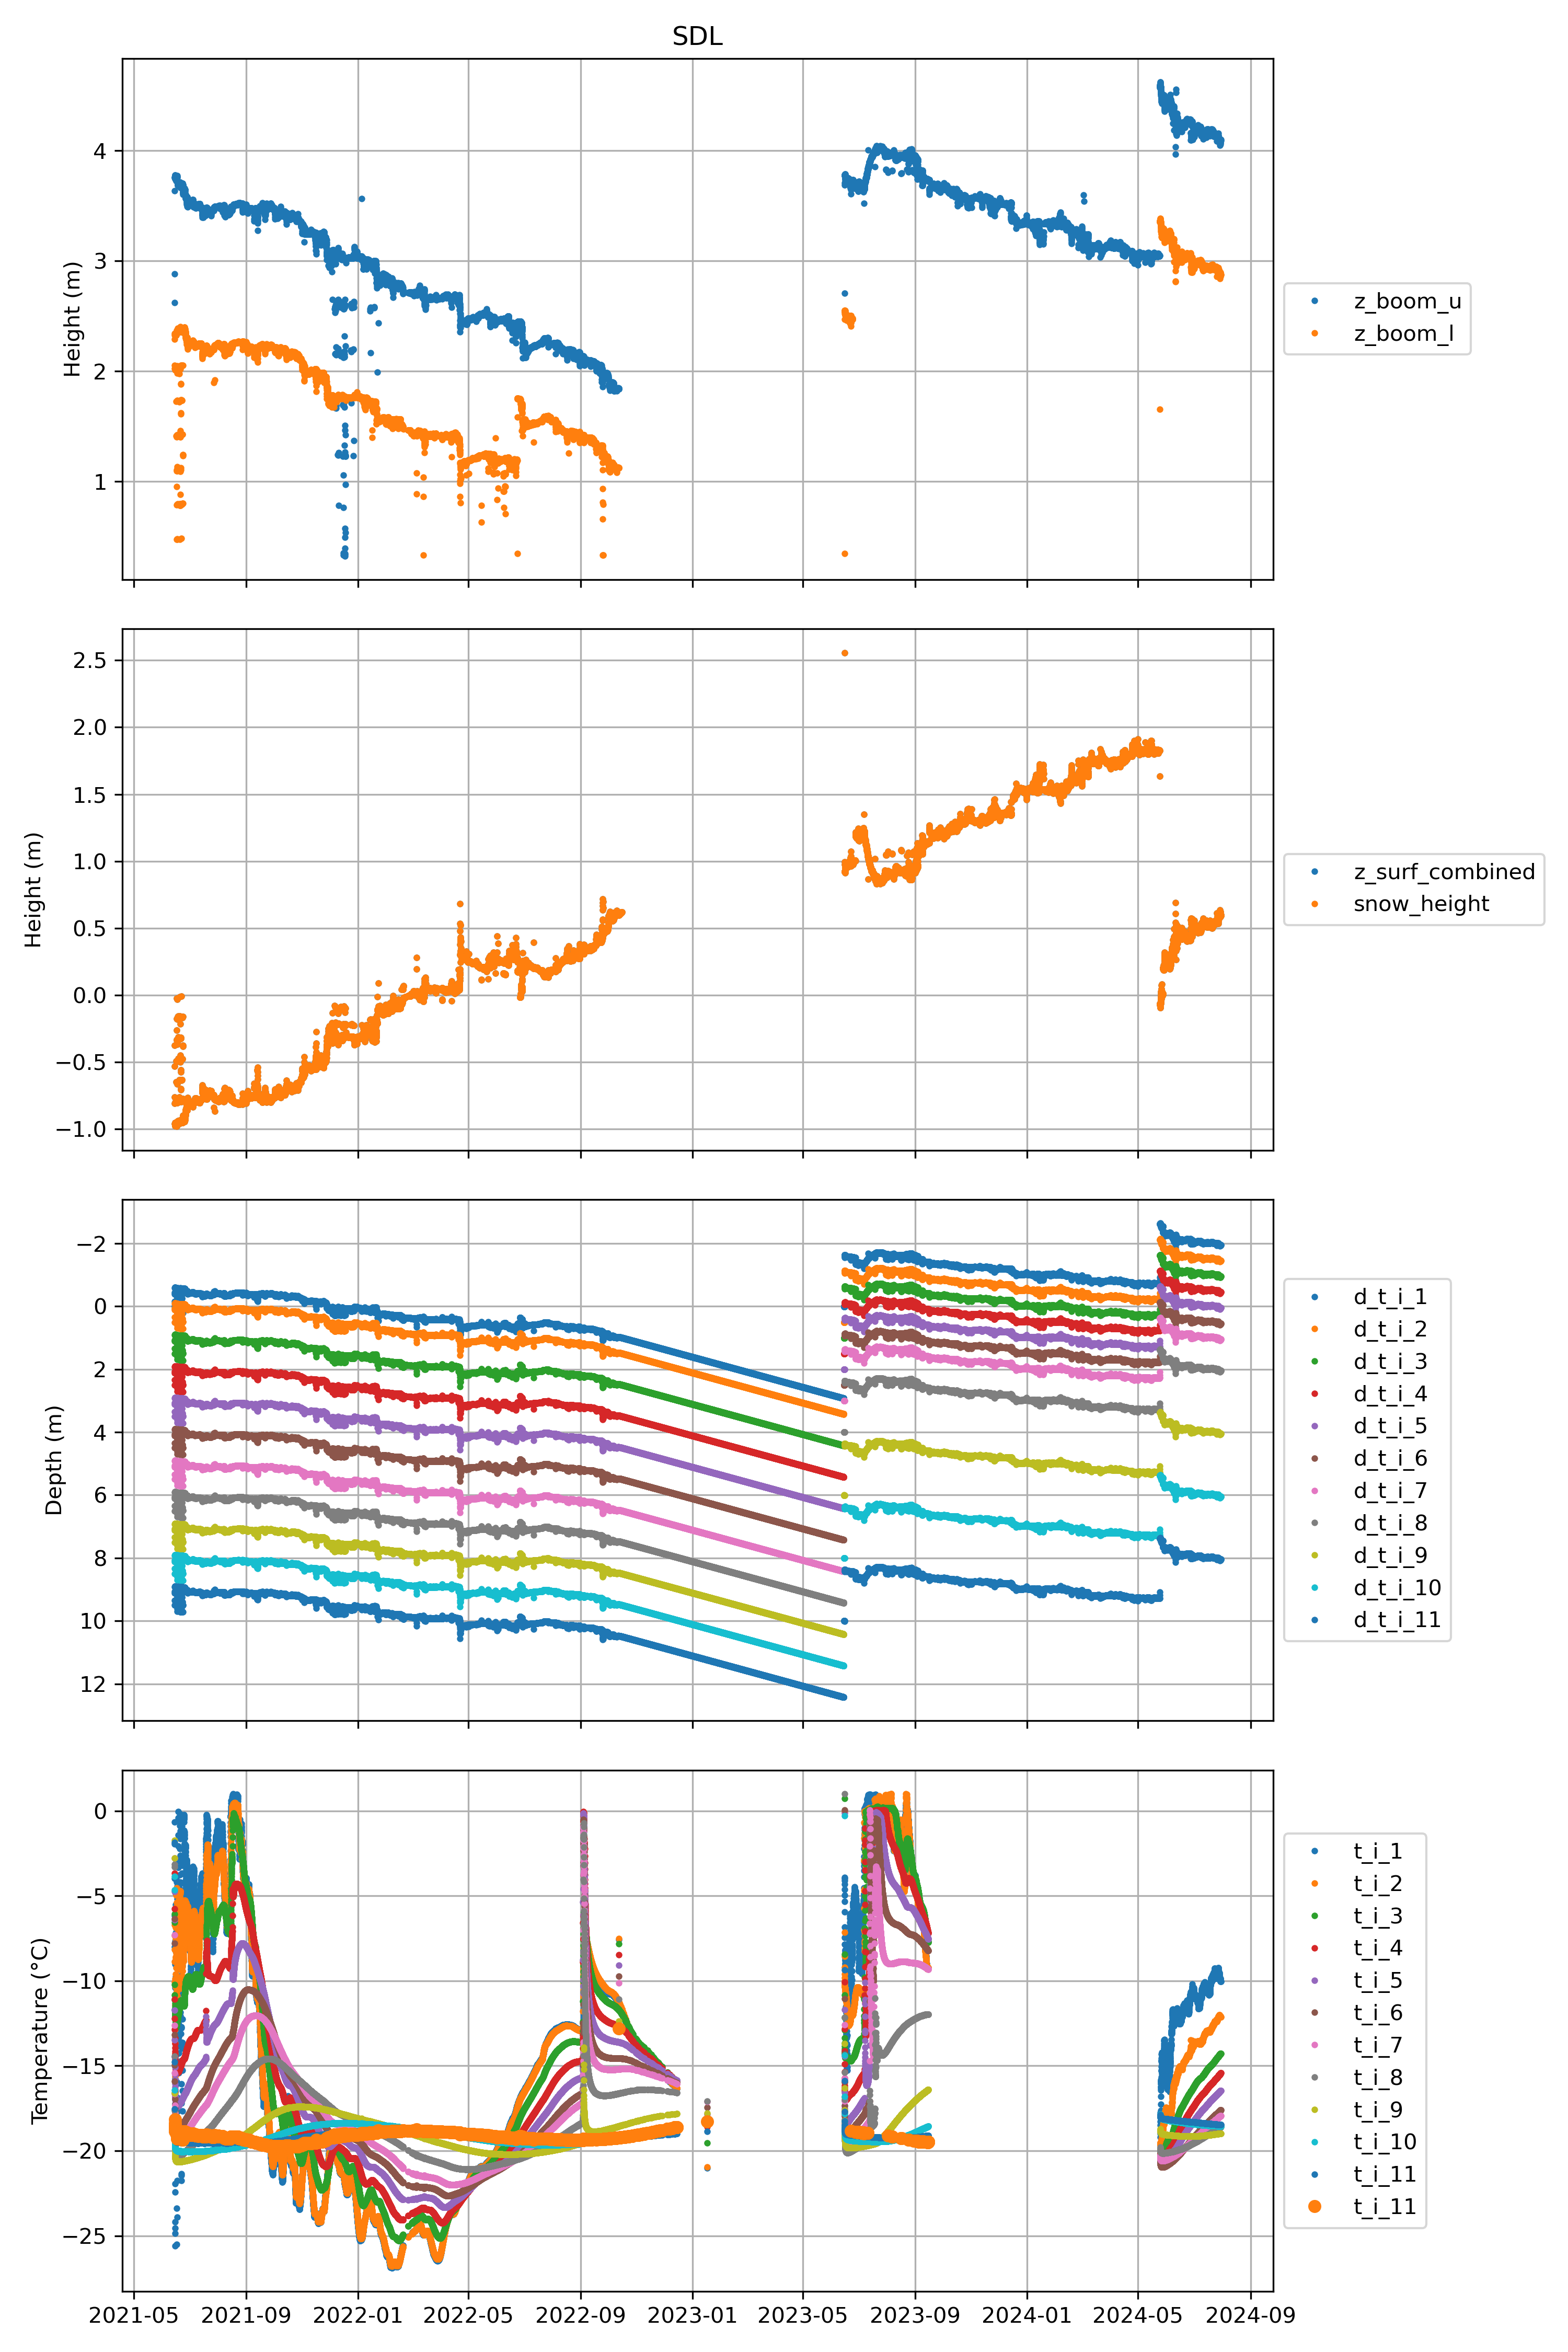 SDL
4
3
2
1
Height (m)
z_boom_u
z_boom_l
2.5
2.0
1.5
1.0
0.5
0.0
−0.5
−1.0
Height (m)
z_surf_combined
snow_height
−2
0
2
4
6
8
10
12
Depth (m)
d_t_i_1
d_t_i_2
d_t_i_3
d_t_i_4
d_t_i_5
d_t_i_6
d_t_i_7
d_t_i_8
d_t_i_9
d_t_i_10
d_t_i_11
0
−5
−10
−15
−20
−25
Temperature (°C)
t_i_1
t_i_2
t_i_3
t_i_4
t_i_5
t_i_6
t_i_7
t_i_8
t_i_9
t_i_10
t_i_11
t_i_11
2021-05 2021-09 2022-01 2022-05 2022-09 2023-01 2023-05 2023-09 2024-01 2024-05 2024-09